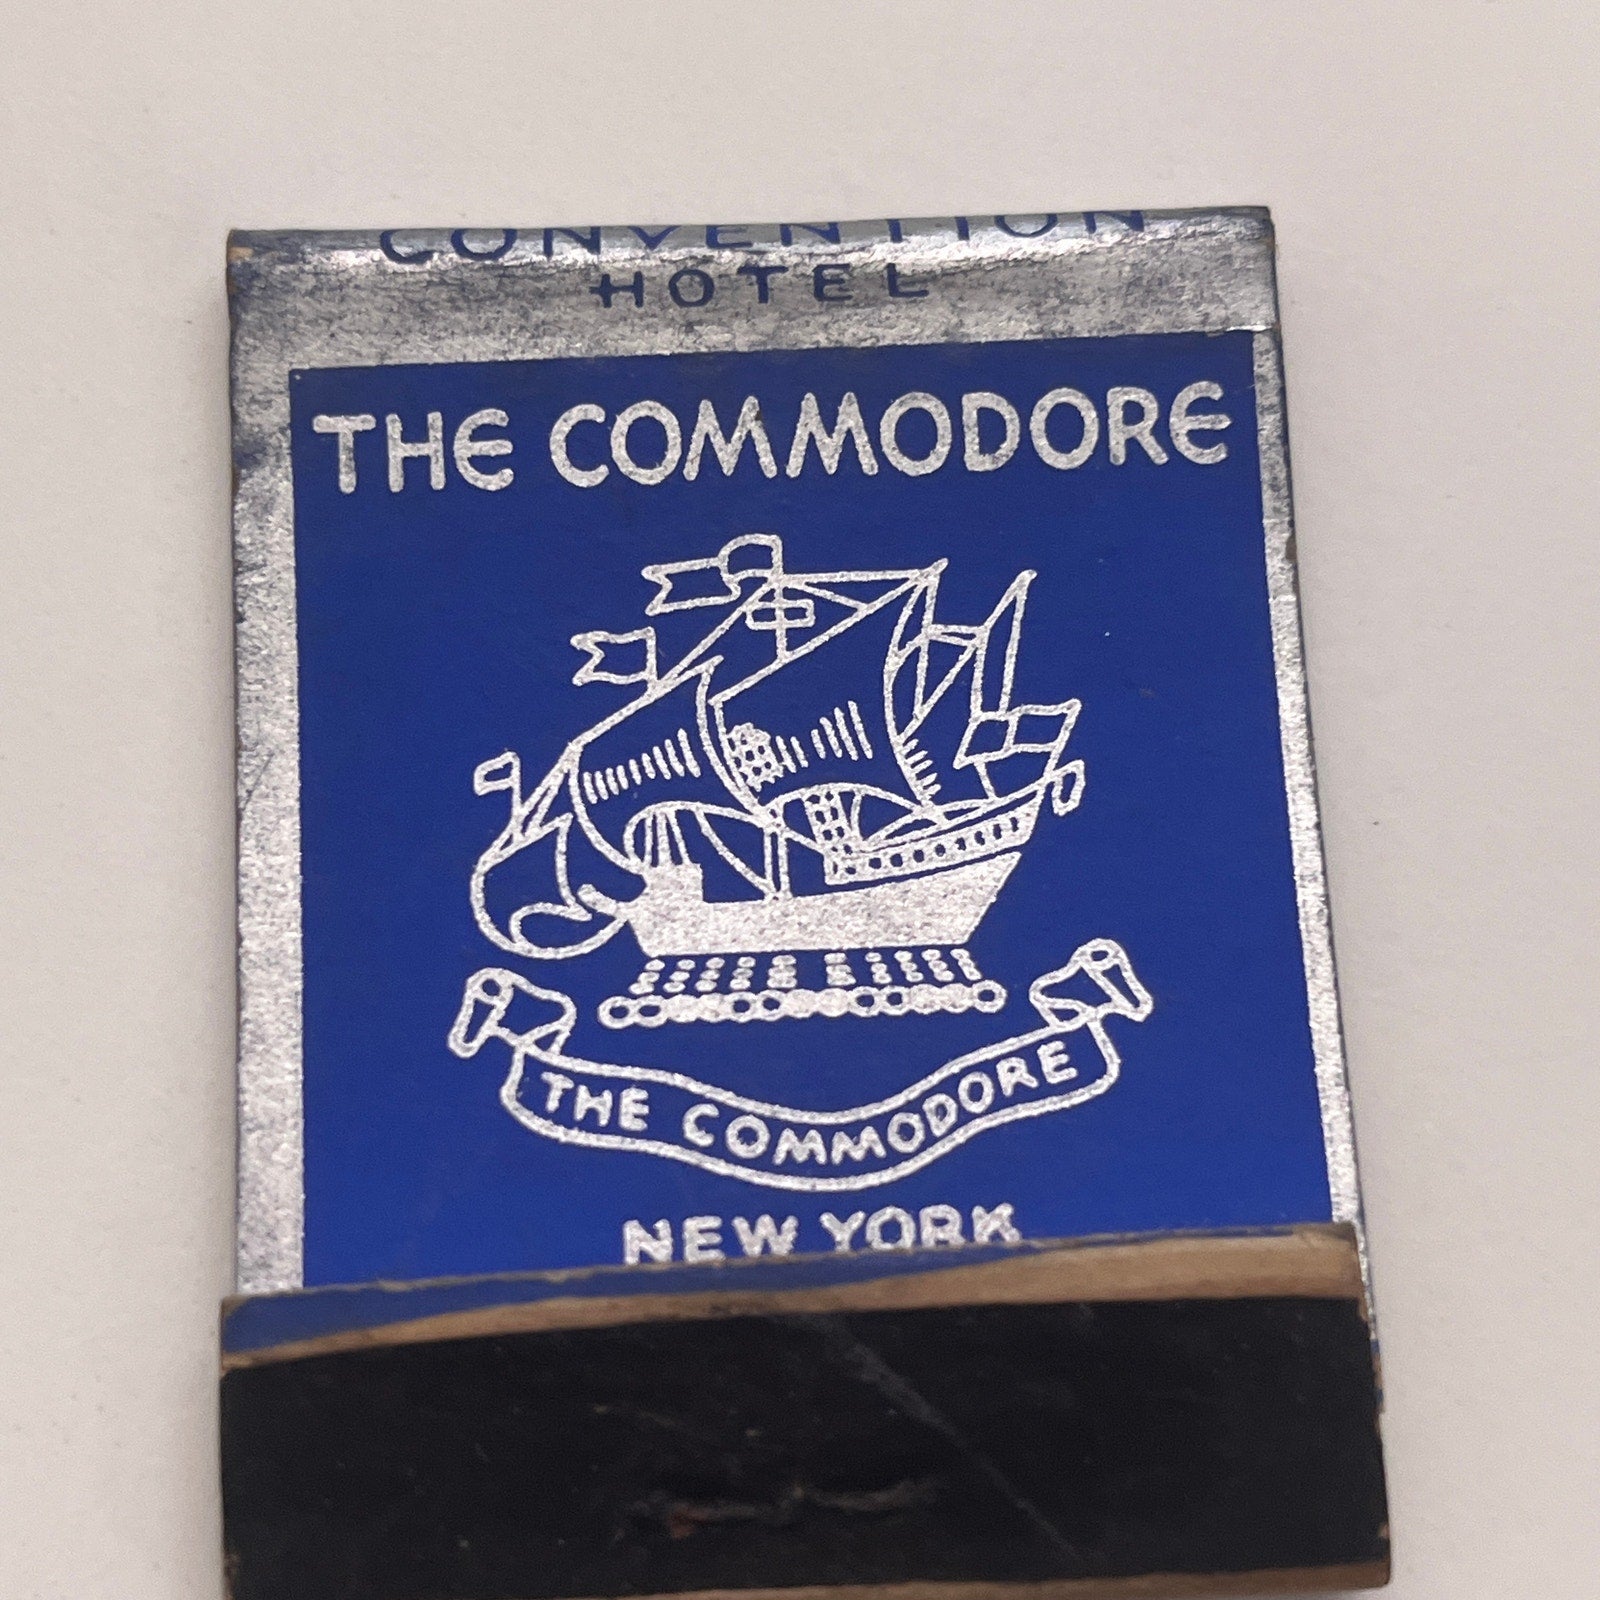 CONVENTION
HOTEL
THE COMMODORE
THE COMMODORE
NEW YORK